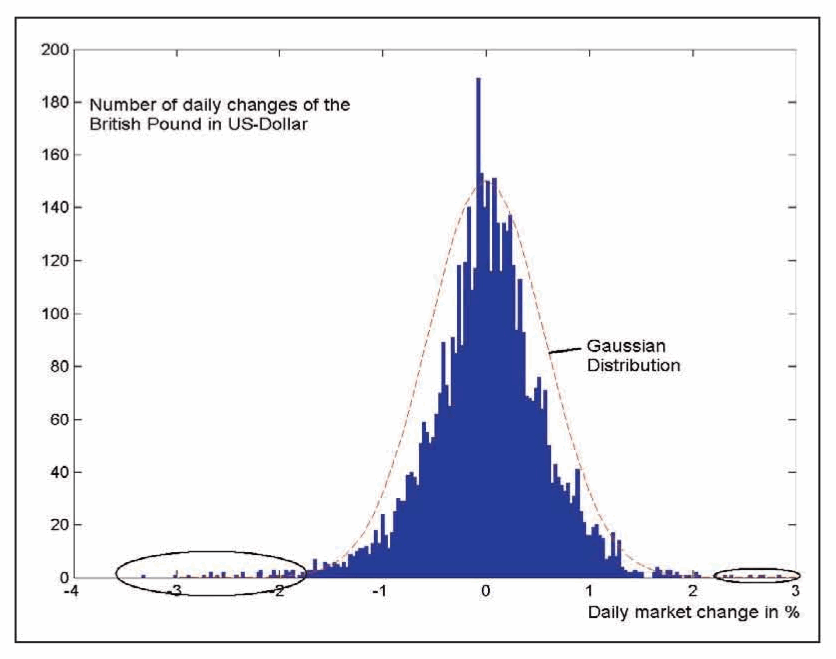 200
180
Number of daily changes of the
British Pound in US-Dollar
160
140
120
100
Gaussian
Distribution
80
60
40
20
0
-4 -3 -2 -1 0 1 2 3
Daily market change in %